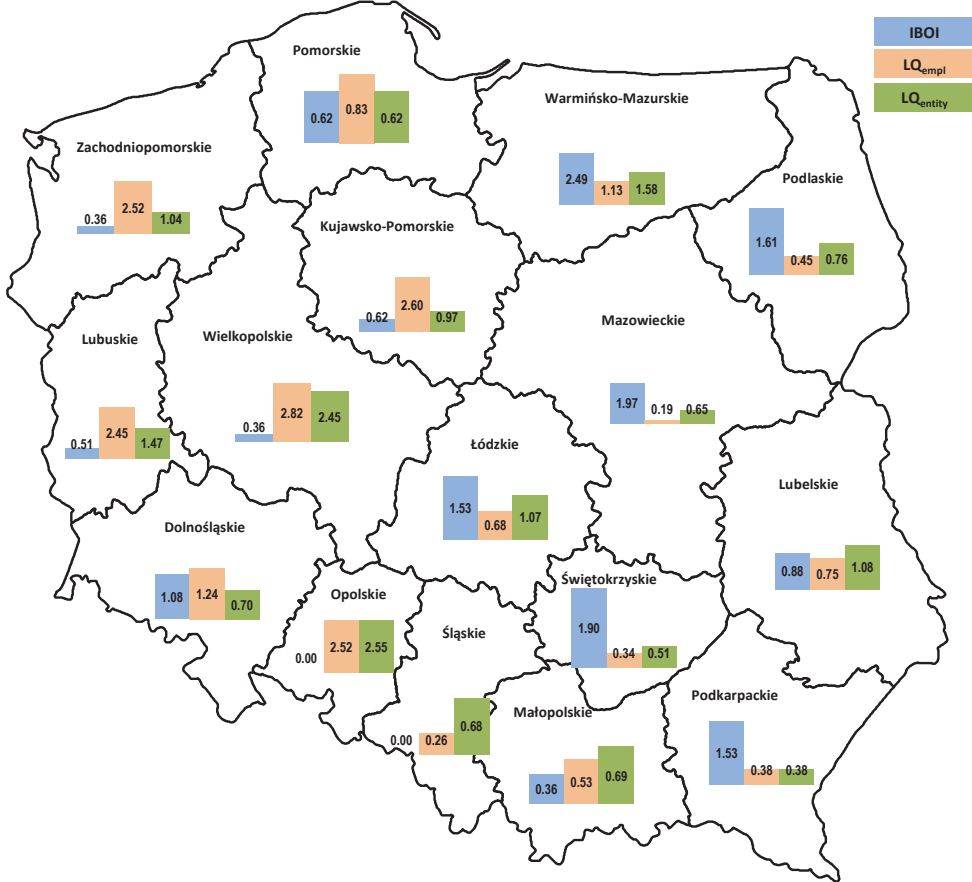 IBOI
LQempl
LQentity
Pomorskie
0.62 0.83 0.62
Warmińsko-Mazurskie
2.49 1.13 1.58
Zachodniopomorskie
0.36 2.52 1.04
Podlaskie
1.61 0.45 0.76
Kujawsko-Pomorskie
0.62 2.60 0.97
Mazowieckie
1.97 0.19 0.65
Lubuskie
0.51 2.45 1.47
Wielkopolskie
0.36 2.82 2.45
Łódzkie
1.53 0.68 1.07
Lubelskie
0.88 0.75 1.08
Dolnośląskie
1.08 1.24 0.70
Opolskie
0.00 2.52 2.55
Śląskie
0.00 0.26 0.68
Świętokrzyskie
1.90 0.34 0.51
Małopolskie
0.36 0.53 0.69
Podkarpackie
1.53 0.38 0.38